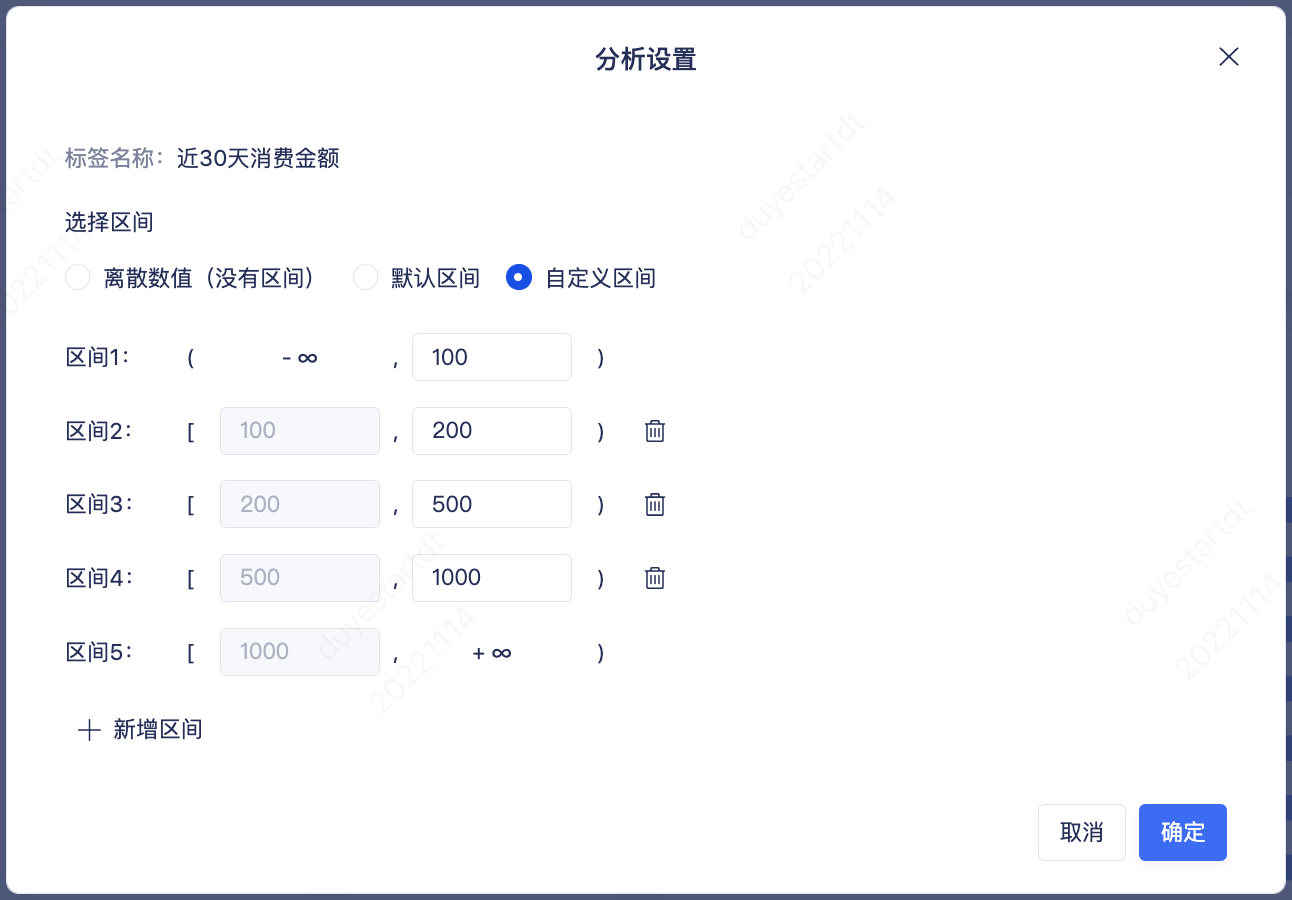 分析设置
标签名称：近30天消费金额
选择区间
离散数值（没有区间） 默认区间 自定义区间
区间1： ( - ∞ , 100 )
区间2： [ 100 , 200 )
区间3： [ 200 , 500 )
区间4： [ 500 , 1000 )
区间5： [ 1000 , + ∞ )
新增区间
取消 确定
duyestartdt
20221114
duyestartdt
20221114
duyestartdt
20221114
artdt
20221114